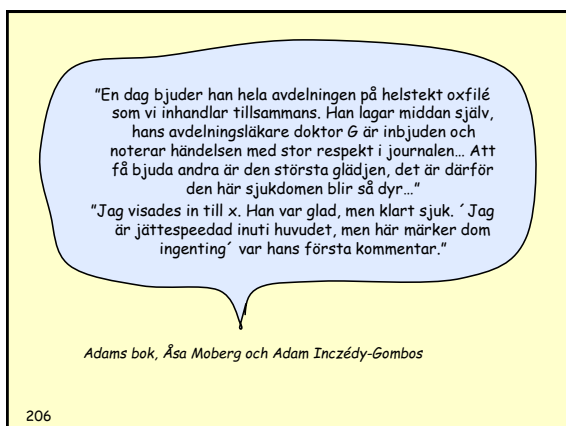 ”En dag bjuder han hela avdelningen på helstekt oxfilé
som vi inhandlar tillsammans. Han lagar middan själv,
hans avdelningsläkare doktor G är inbjuden och
noterar händelsen med stor respekt i journalen… Att
få bjuda andra är den största glädjen, det är därför
den här sjukdomen blir så dyr…”
”Jag visades in till x. Han var glad, men klart sjuk. ´Jag
är jättespeedad inuti huvudet, men här märker dom
ingenting´ var hans första kommentar.”
Adams bok, Åsa Moberg och Adam Inczédy-Gombos
206